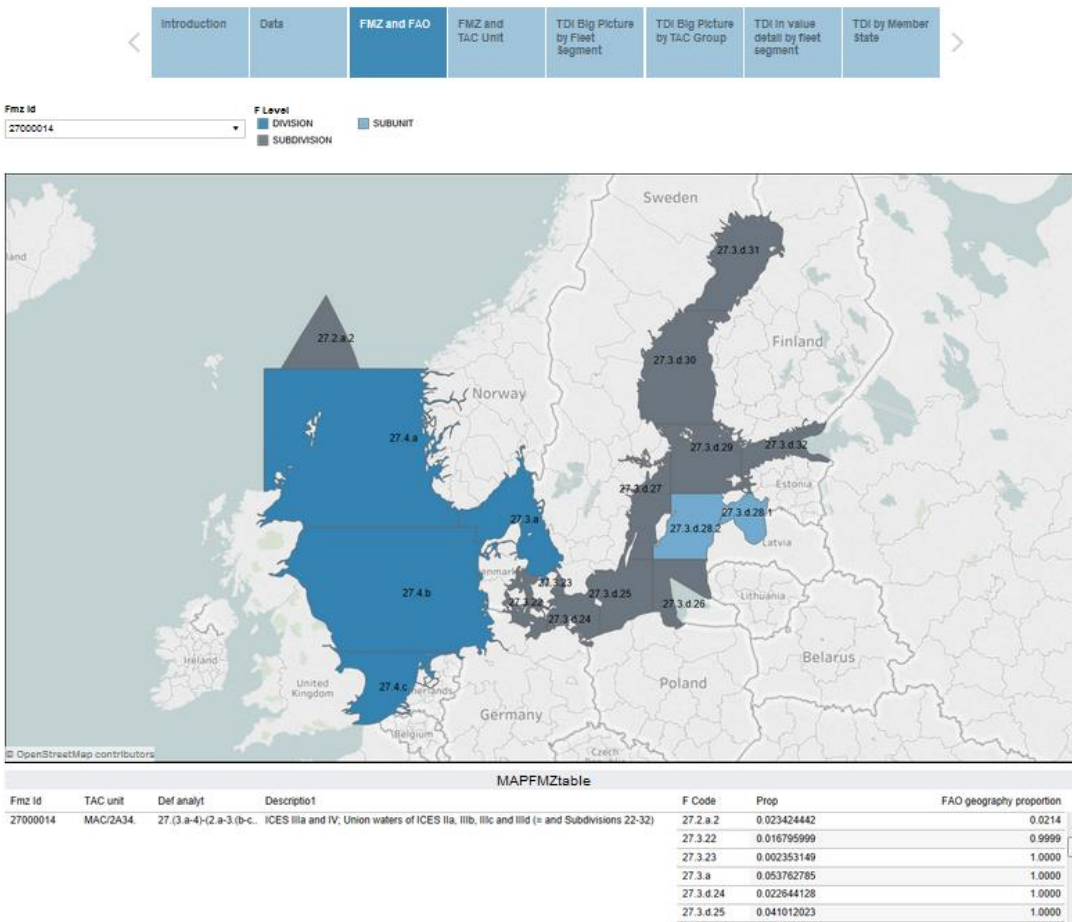 Introduction
Data
FMZ and FAO
FMZ and
TAC Unit
TDI Big Picture
by Fleet
Segment
TDI Big Picture
by TAC Group
TDI in value
detail by fleet
segment
TDI by Member
State
Fmz Id
27000014
F Level
DIVISION
SUBUNIT
SUBDIVISION
Sweden
land
27.3.d.31
27.2.a.2
Finland
27.3.d.30
Norway
27.4.a
27.3.d.29
27.3.d.32
27.3.d.27
Estonia
27.3.a
27.3.d.28.1
27.3.d.28.2
Latvia
27.3.23
27.4.b
27.3.22
27.3.d.25
Lithuania
27.3.d.24
27.3.d.26
Ireland
Belarus
United
Kingdom
27.4.c
Poland
Germany
Belgium
Czech
© OpenStreetMap contributors
MAPFMZtable
Fmz Id TAC unit Def analyt Descriptio1 F Code Prop FAO geography proportion
27000014 MAC/2A34. 27.(3.a-4)-(2.a-3.(b-c.. ICES IIIa and IV; Union waters of ICES IIa, IIIb, IIIc and IIId (= and Subdivisions 22-32) 27.2.a.2 0.023424442 0.0214
27.3.22 0.016795999 0.9999
27.3.23 0.002353149 1.0000
27.3.a 0.053762785 1.0000
27.3.d.24 0.022644128 1.0000
27.3.d.25 0.041012023 1.0000